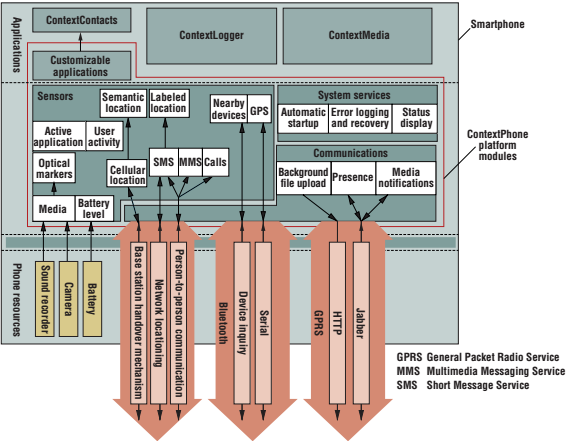 Applications
ContextContacts
ContextLogger
ContextMedia
Smartphone
Customizable
applications
Sensors
Semantic
location
Labeled
location
Nearby
devices
GPS
System services
Automatic
startup
Error logging
and recovery
Status
display
Active
application
User
activity
ContextPhone
platform
modules
Communications
Optical
markers
Cellular
location
SMS
MMS
Calls
Background
file upload
Presence
Media
notifications
Media
Battery
level
Phone resources
Sound recorder
Camera
Battery
Base station handover mechanism
Network locationing
Person-to-person communication
Bluetooth
Device inquiry
Serial
GPRS
HTTP
Jabber
GPRS General Packet Radio Service
MMS Multimedia Messaging Service
SMS Short Message Service